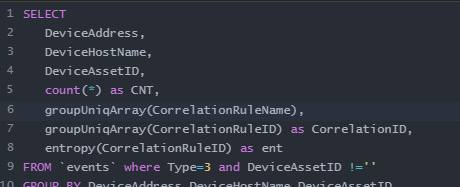 1 SELECT
2 DeviceAddress,
3 DeviceHostName,
4 DeviceAssetID,
5 count(*) as CNT,
6 groupUniqArray(CorrelationRuleName),
7 groupUniqArray(CorrelationRuleID) as CorrelationID,
8 entropy(CorrelationRuleID) as ent
9 FROM `events` where Type=3 and DeviceAssetID !=''
10 GROUP BY DeviceAddress,DeviceHostName,DeviceAssetID